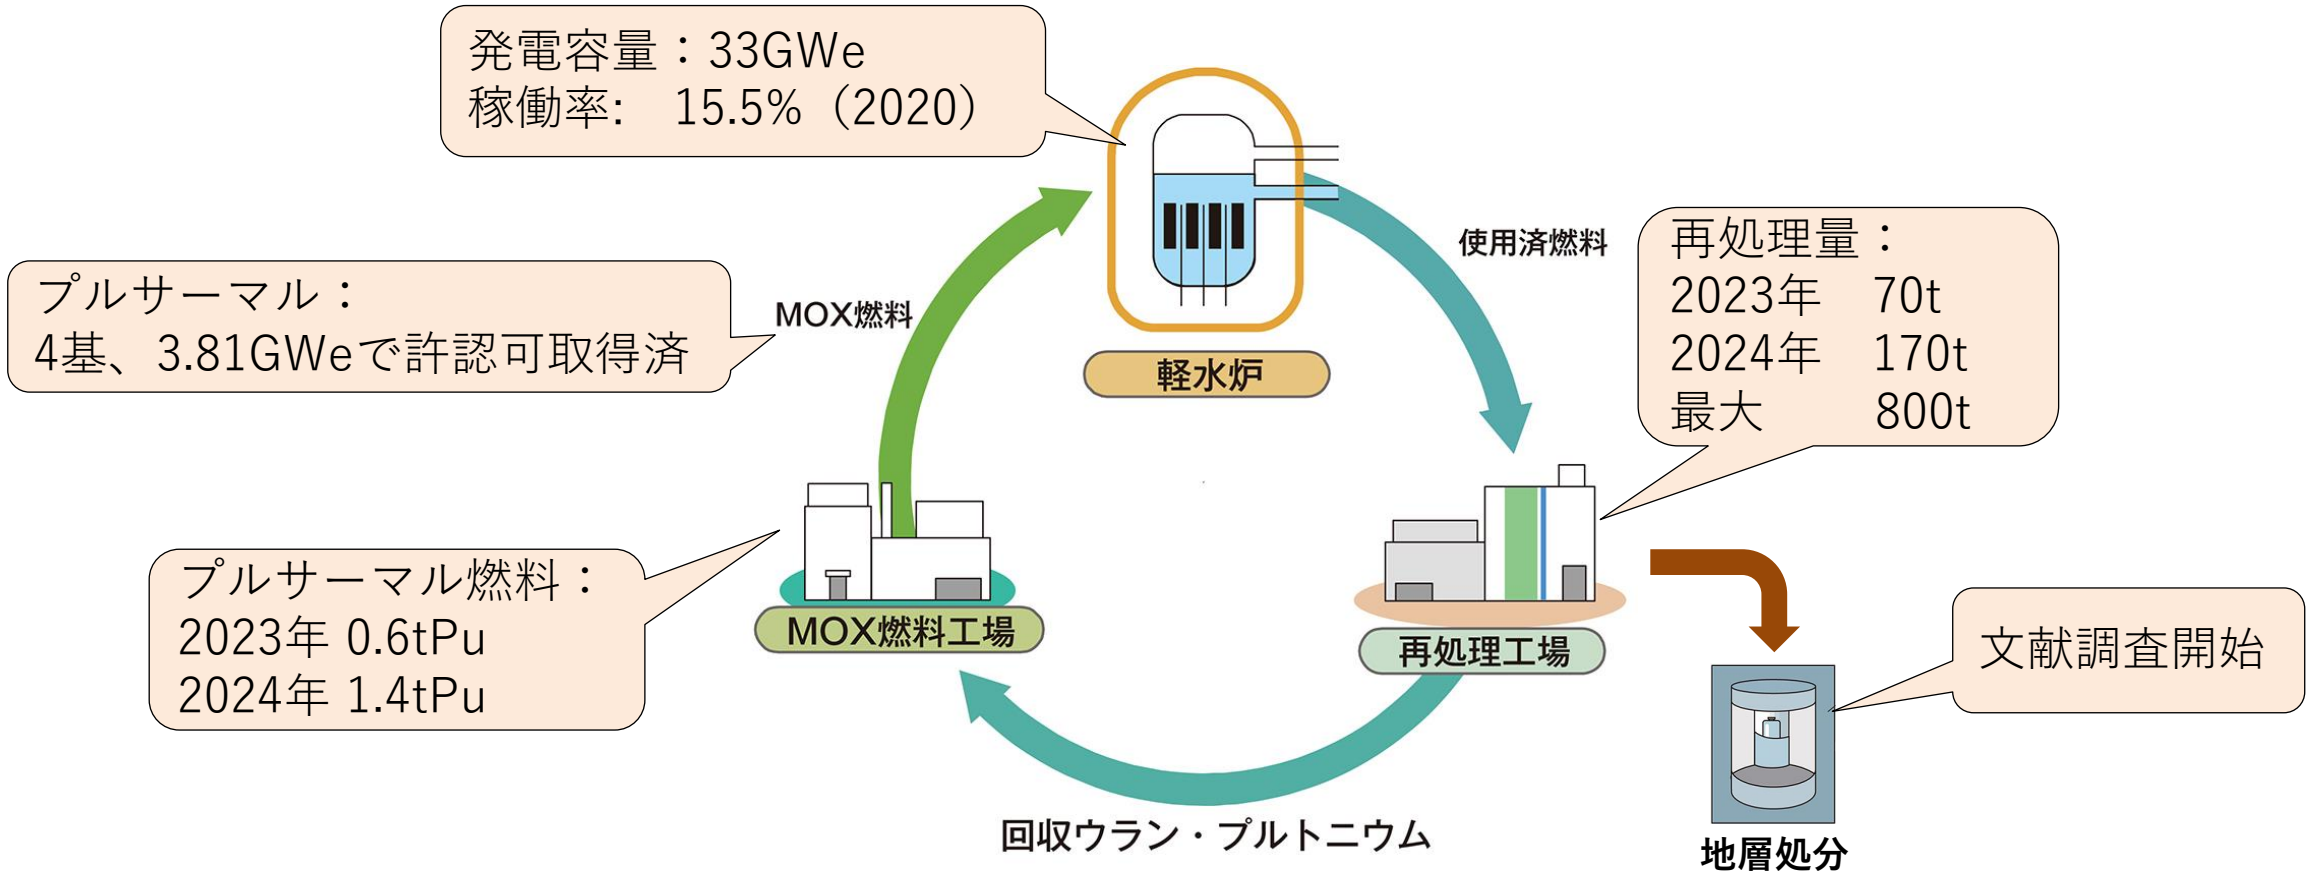 発電容量：33GWe
稼働率:　15.5%（2020）
使用済燃料
再処理量：
2023年　70t
2024年　170t
最大　　800t
プルサーマル：
4基、3.81GWeで許認可取得済
MOX燃料
軽水炉
プルサーマル燃料：
2023年 0.6tPu
2024年 1.4tPu
MOX燃料工場
再処理工場
文献調査開始
回収ウラン・プルトニウム
地層処分